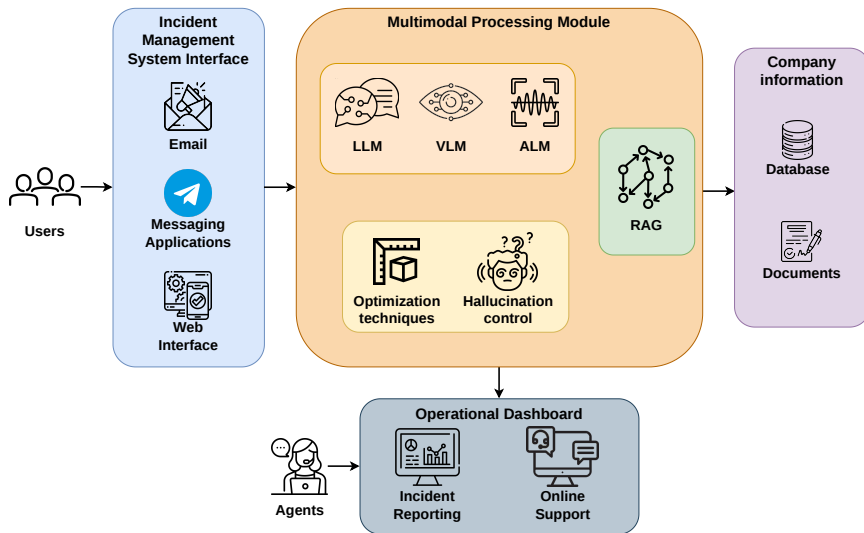 Incident
Management
System Interface
Email
Messaging
Applications
Web
Interface
Users
Multimodal Processing Module
LLM
VLM
ALM
RAG
Optimization
techniques
Hallucination
control
Company
information
Database
Documents
Operational Dashboard
Incident
Reporting
Online
Support
Agents